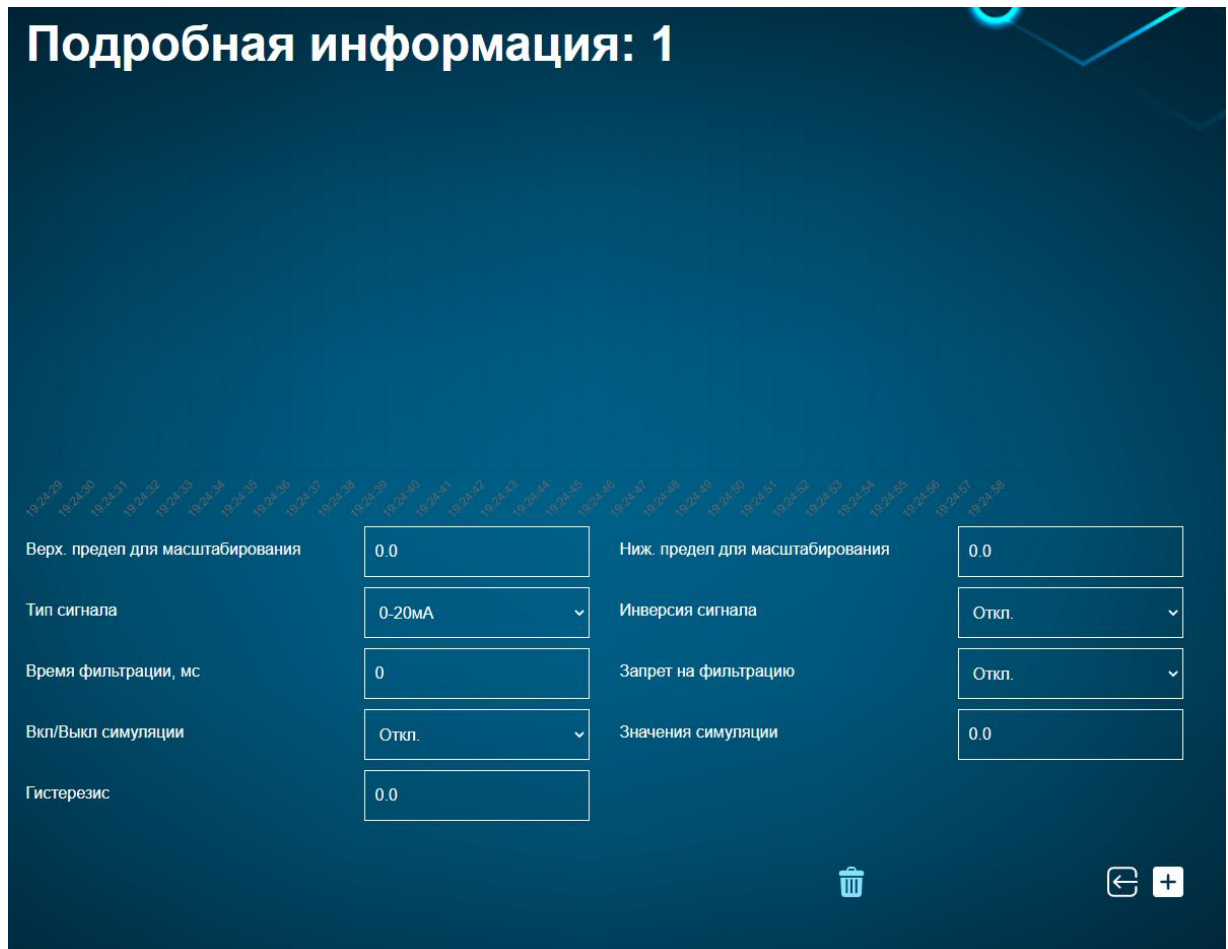 Подробная информация: 1
19:24:29 19:24:30 19:24:31 19:24:32 19:24:33 19:24:34 19:24:35 19:24:36 19:24:37 19:24:38 19:24:39 19:24:40 19:24:41 19:24:42 19:24:43 19:24:44 19:24:45 19:24:46 19:24:47 19:24:48 19:24:49 19:24:50 19:24:51 19:24:52 19:24:53 19:24:54 19:24:55 19:24:56 19:24:57 19:24:58
Верх. предел для масштабирования 0.0 Ниж. предел для масштабирования 0.0
Тип сигнала 0-20мА Инверсия сигнала Откл.
Время фильтрации, мс 0 Запрет на фильтрацию Откл.
Вкл/Выкл симуляции Откл. Значения симуляции 0.0
Гистерезис 0.0